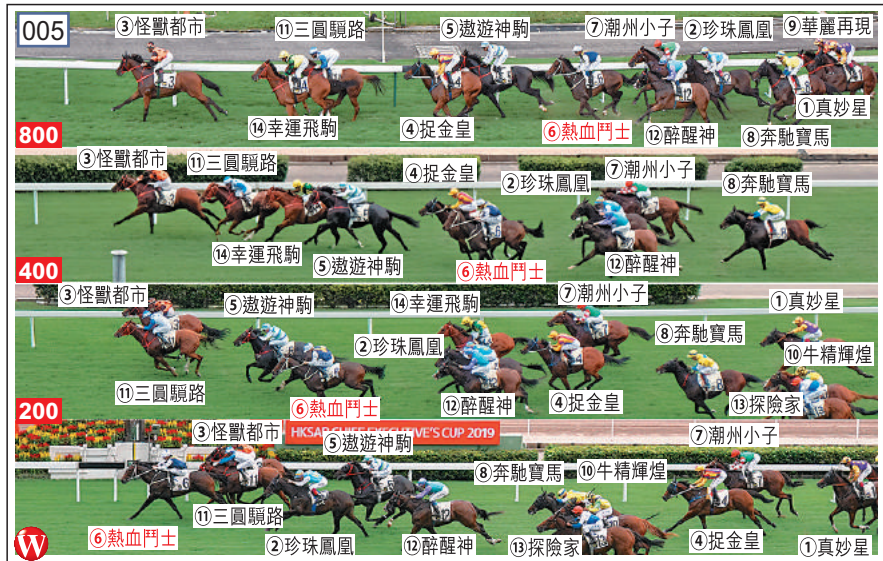 005
③怪獸都市
⑪三圓驍路
⑤遨遊神駒
⑦潮州小子
②珍珠鳳凰
⑨華麗再現
800
⑭幸運飛駒
④捉金皇
⑥熱血鬥士
⑫醉醒神
⑧奔馳寶馬
①真妙星
③怪獸都市
⑪三圓驍路
④捉金皇
②珍珠鳳凰
⑦潮州小子
⑧奔馳寶馬
400
⑭幸運飛駒
⑤遨遊神駒
⑥熱血鬥士
⑫醉醒神
③怪獸都市
⑤遨遊神駒
⑭幸運飛駒
⑦潮州小子
①真妙星
②珍珠鳳凰
⑧奔馳寶馬
⑩牛精輝煌
200
⑪三圓驍路
⑥熱血鬥士
⑫醉醒神
④捉金皇
⑬探險家
③怪獸都市
HKSAR CHIEF EXECUTIVE'S CUP 2019
⑤遨遊神駒
⑦潮州小子
⑧奔馳寶馬
⑩牛精輝煌
⑥熱血鬥士
⑪三圓驍路
②珍珠鳳凰
⑫醉醒神
⑬探險家
④捉金皇
①真妙星
W